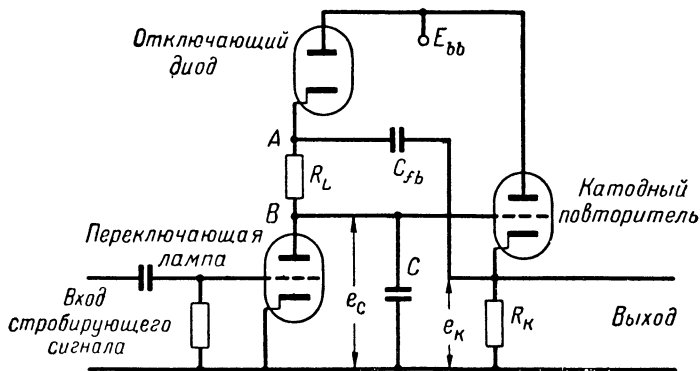 Отключающий
диод
E_bb
A
C_fb
R_L
B
Катодный
повторитель
Переключающая
лампа
C
Вход
стробирующего
сигнала
e_c
e_к
R_к
Выход